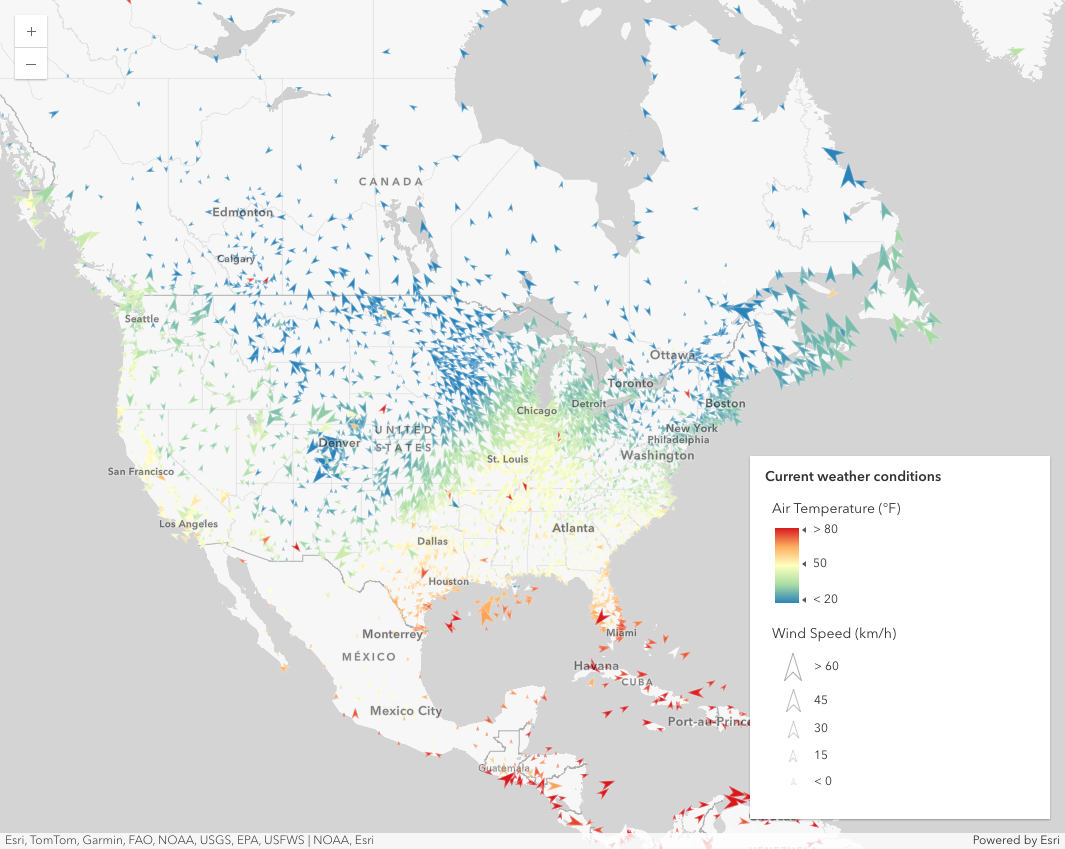 +
−
CANADA
Edmonton
Calgary
Seattle
Ottawa
Toronto
Chicago
Detroit
Boston
UNITED
STATES
Denver
New York
Philadelphia
Washington
St. Louis
San Francisco
Los Angeles
Atlanta
Dallas
Houston
Monterrey
MÉXICO
Miami
Havana
CUBA
Mexico City
Port-au-Prince
Guatemala
Current weather conditions
Air Temperature (°F)
> 80
50
< 20
Wind Speed (km/h)
> 60
45
30
15
< 0
Esri, TomTom, Garmin, FAO, NOAA, USGS, EPA, USFWS | NOAA, Esri
Powered by Esri